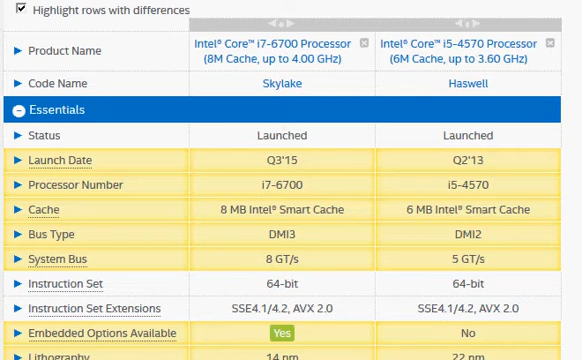 Highlight rows with differences
Product Name Intel® Core™ i7-6700 Processor (8M Cache, up to 4.00 GHz) Intel® Core™ i5-4570 Processor (6M Cache, up to 3.60 GHz)
Code Name Skylake Haswell
Essentials
Status Launched Launched
Launch Date Q3'15 Q2'13
Processor Number i7-6700 i5-4570
Cache 8 MB Intel® Smart Cache 6 MB Intel® Smart Cache
Bus Type DMI3 DMI2
System Bus 8 GT/s 5 GT/s
Instruction Set 64-bit 64-bit
Instruction Set Extensions SSE4.1/4.2, AVX 2.0 SSE4.1/4.2, AVX 2.0
Embedded Options Available Yes No
Lithography 14 nm 22 nm